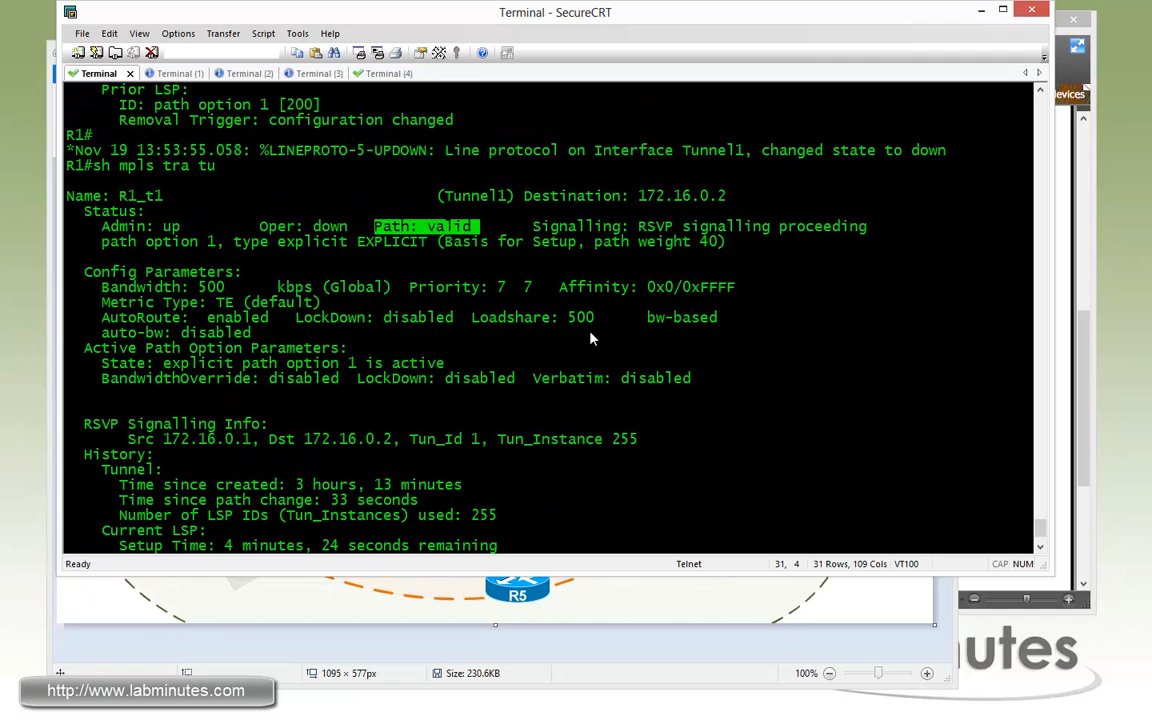 Terminal - SecureCRT
File Edit View Options Transfer Script Tools Help
Terminal Terminal (1) Terminal (2) Terminal (3) Terminal (4)
evices
Prior LSP:
ID: path option 1 [200]
Removal Trigger: configuration changed
R1#
*Nov 19 13:53:55.058: %LINEPROTO-5-UPDOWN: Line protocol on Interface Tunnel1, changed state to down
R1#sh mpls tra tu
Name: R1_t1 (Tunnel1) Destination: 172.16.0.2
Status:
Admin: up Oper: down Path: valid Signalling: RSVP signalling proceeding
path option 1, type explicit EXPLICIT (Basis for Setup, path weight 40)
Config Parameters:
Bandwidth: 500 kbps (Global) Priority: 7 7 Affinity: 0x0/0xFFFF
Metric Type: TE (default)
AutoRoute: enabled LockDown: disabled Loadshare: 500 bw-based
auto-bw: disabled
Active Path Option Parameters:
State: explicit path option 1 is active
BandwidthOverride: disabled LockDown: disabled Verbatim: disabled
RSVP Signalling Info:
Src 172.16.0.1, Dst 172.16.0.2, Tun_Id 1, Tun_Instance 255
History:
Tunnel:
Time since created: 3 hours, 13 minutes
Time since path change: 33 seconds
Number of LSP IDs (Tun_Instances) used: 255
Current LSP:
Setup Time: 4 minutes, 24 seconds remaining
Ready Telnet 31, 4 31 Rows, 109 Cols VT100 CAP NUM
R5
nutes
1095 × 577px Size: 230.6KB 100%
http://www.labminutes.com